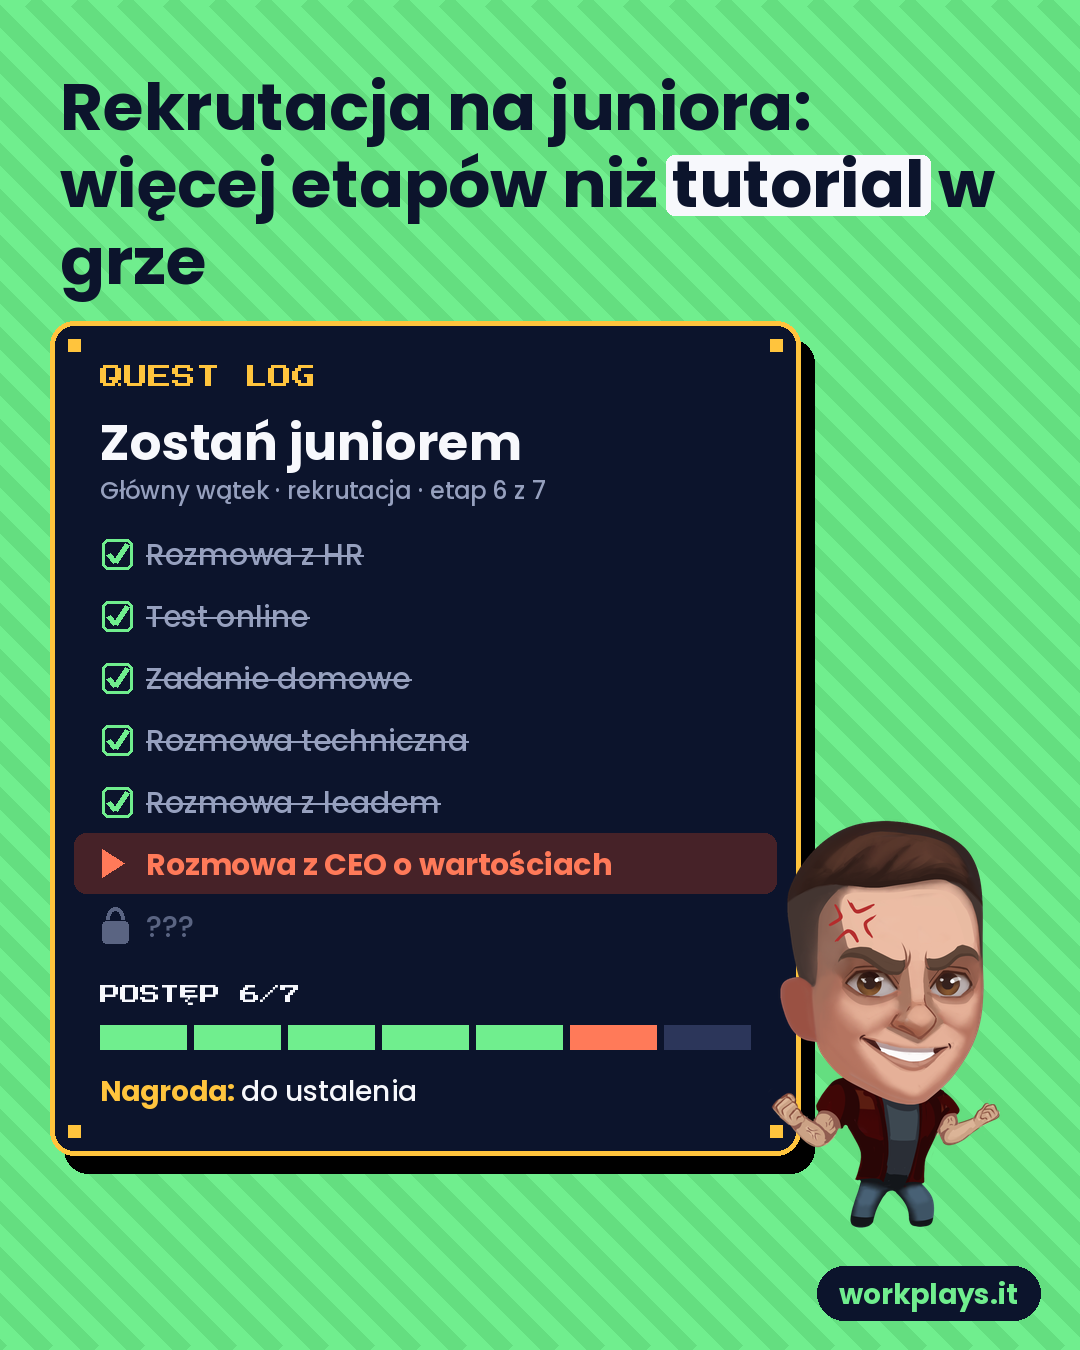 Rekrutacja na juniora:
więcej etapów niż tutorial w
grze
QUEST LOG
Zostań juniorem
Główny wątek · rekrutacja · etap 6 z 7
Rozmowa z HR
Test online
Zadanie domowe
Rozmowa techniczna
Rozmowa z leadem
Rozmowa z CEO o wartościach
???
POSTĘP 6/7
Nagroda: do ustalenia
workplays.it